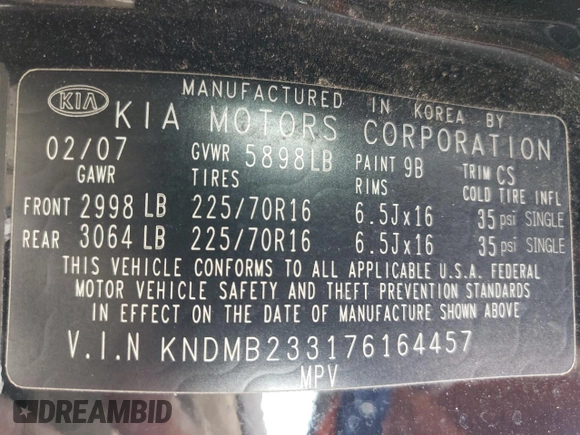 KIA
MANUFACTURED IN KOREA BY
KIA MOTORS CORPORATION
02/07 GVWR 5898LB PAINT 9B TRIM CS
GAWR TIRES RIMS COLD TIRE INFL
FRONT 2998 LB 225/70R16 6.5Jx16 35 psi SINGLE
REAR 3064 LB 225/70R16 6.5Jx16 35 psi SINGLE
THIS VEHICLE CONFORMS TO ALL APPLICABLE U.S.A. FEDERAL
MOTOR VEHICLE SAFETY AND THEFT PREVENTION STANDARDS
IN EFFECT ON THE DATE OF MANUFACTURE SHOWN ABOVE
V.I.N KNDMB233176164457
MPV
DREAMBID